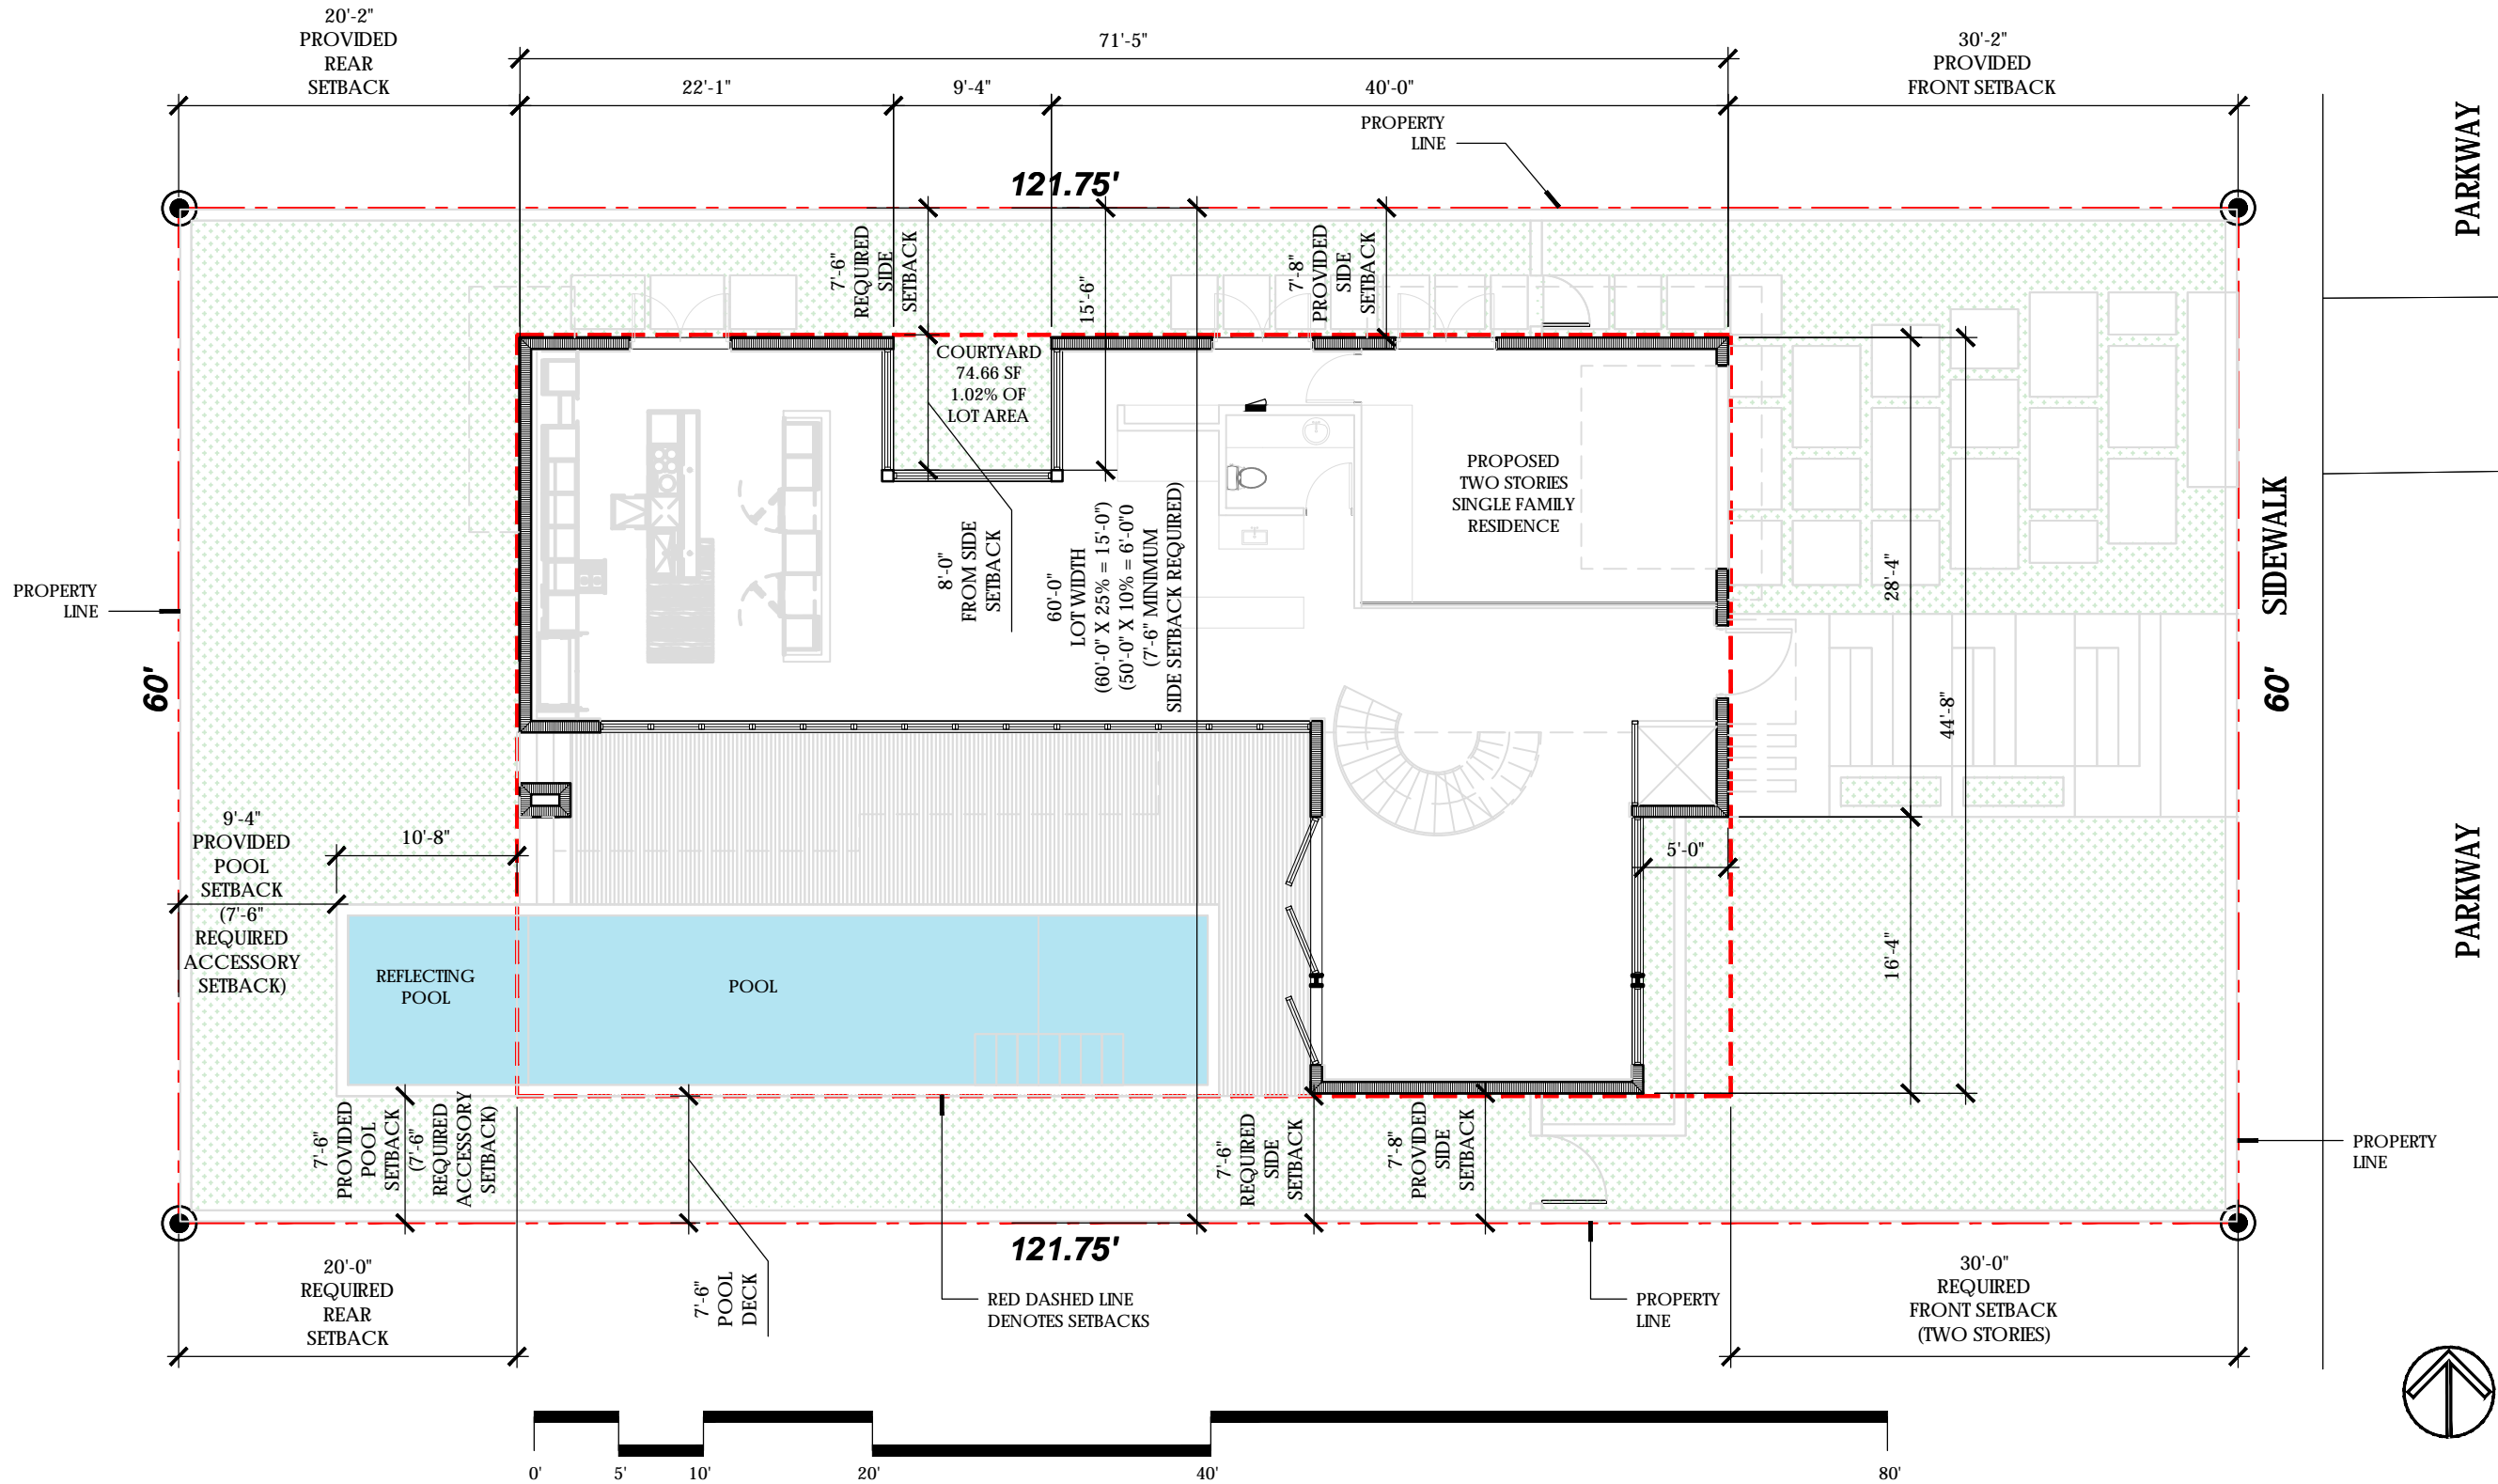 20'-2"
PROVIDED
REAR
SETBACK
71'-5"
30'-2"
PROVIDED
FRONT SETBACK
22'-1"
9'-4"
40'-0"
PROPERTY
LINE
PARKWAY
121.75'
7'-6"
REQUIRED
SIDE
SETBACK
15'-6"
7'-8"
PROVIDED
SIDE
SETBACK
COURTYARD
74.66 SF
1.02% OF
LOT AREA
PROPOSED
TWO STORIES
SINGLE FAMILY
RESIDENCE
8'-0"
FROM SIDE
SETBACK
60'-0"
LOT WIDTH
(60'-0" X 25% = 15'-0")
(50'-0" X 10% = 6'-0"0
(7'-6" MINIMUM
SIDE SETBACK REQUIRED)
28'-4"
SIDEWALK
PROPERTY
LINE
60'
60'
44'-8"
9'-4"
PROVIDED
POOL
SETBACK
(7'-6"
REQUIRED
ACCESSORY
SETBACK)
10'-8"
5'-0"
PARKWAY
16'-4"
REFLECTING
POOL
POOL
7'-6"
PROVIDED
POOL
SETBACK
(7'-6"
REQUIRED
ACCESSORY
SETBACK)
7'-6"
REQUIRED
SIDE
SETBACK
7'-8"
PROVIDED
SIDE
SETBACK
PROPERTY
LINE
121.75'
20'-0"
REQUIRED
REAR
SETBACK
7'-6"
POOL
DECK
RED DASHED LINE
DENOTES SETBACKS
PROPERTY
LINE
30'-0"
REQUIRED
FRONT SETBACK
(TWO STORIES)
0'
5'
10'
20'
40'
80'